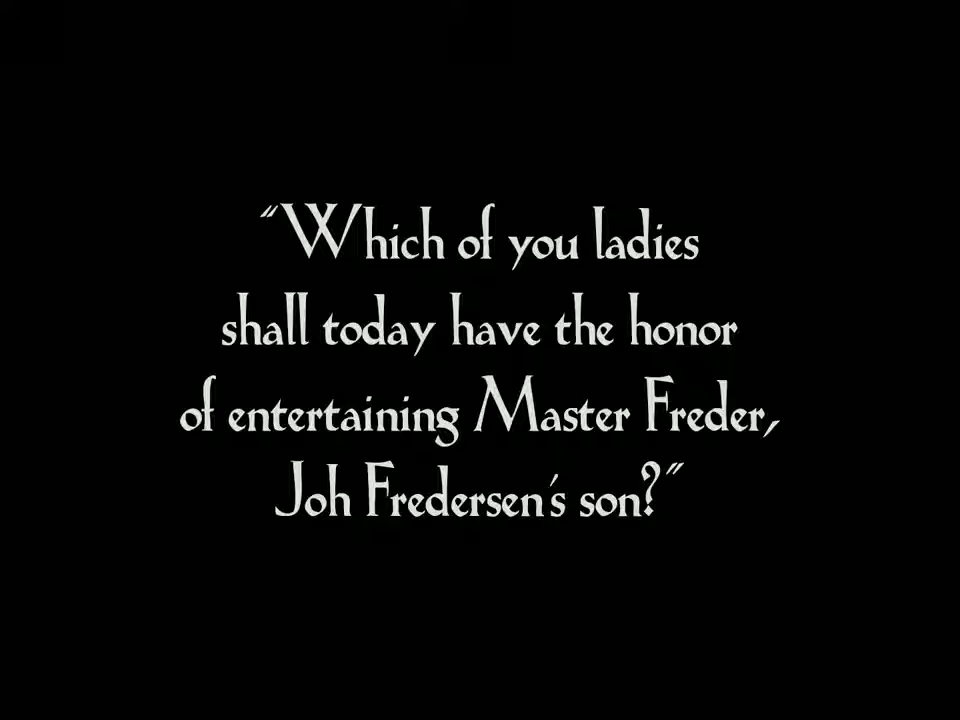 "Which of you ladies
shall today have the honor
of entertaining Master Freder,
Joh Fredersen's son?"